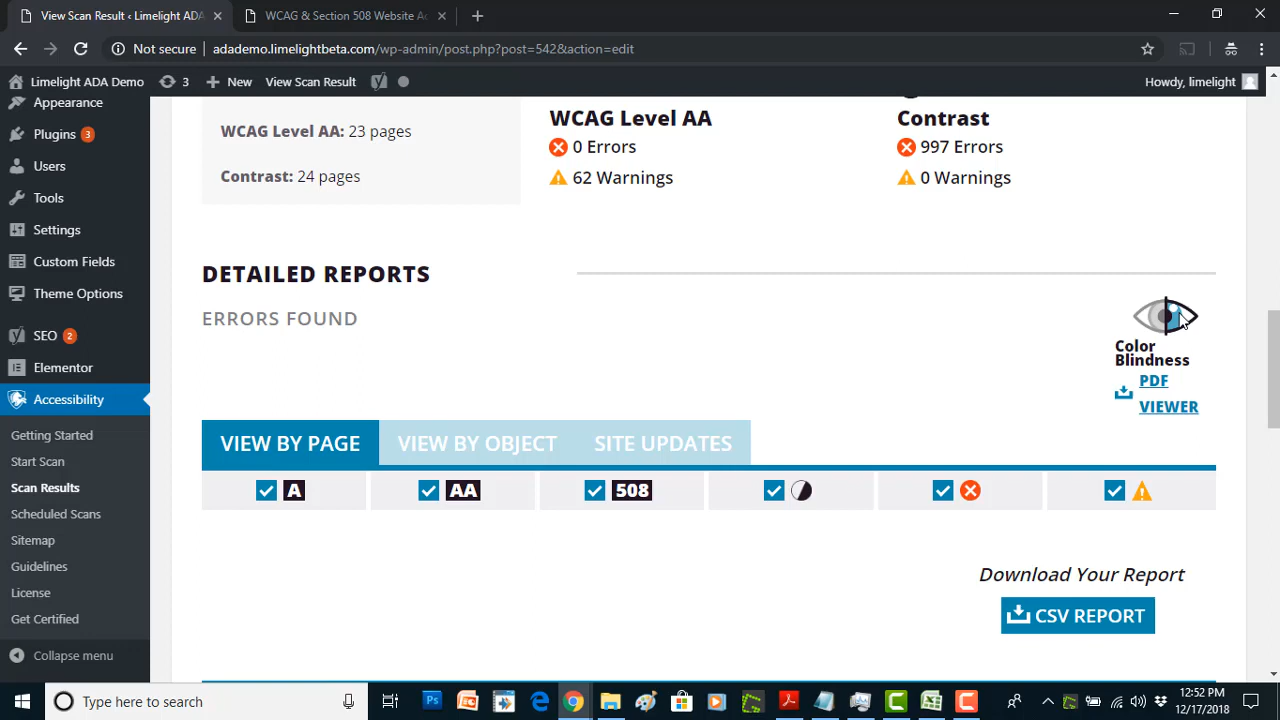 View Scan Result ‹ Limelight ADA
WCAG & Section 508 Website Ac
Not secure
adademo.limelightbeta.com/wp-admin/post.php?post=542&action=edit
Limelight ADA Demo
3
New
View Scan Result
Howdy, limelight
Appearance
Plugins 3
Users
Tools
Settings
Custom Fields
Theme Options
SEO 2
Elementor
Accessibility
Getting Started
Start Scan
Scan Results
Scheduled Scans
Sitemap
Guidelines
License
Get Certified
Collapse menu
WCAG Level AA: 23 pages
Contrast: 24 pages
WCAG Level AA
0 Errors
62 Warnings
Contrast
997 Errors
0 Warnings
DETAILED REPORTS
ERRORS FOUND
Color
Blindness
PDF
VIEWER
VIEW BY PAGE
VIEW BY OBJECT
SITE UPDATES
A
AA
508
Download Your Report
CSV REPORT
Type here to search
12:52 PM
12/17/2018